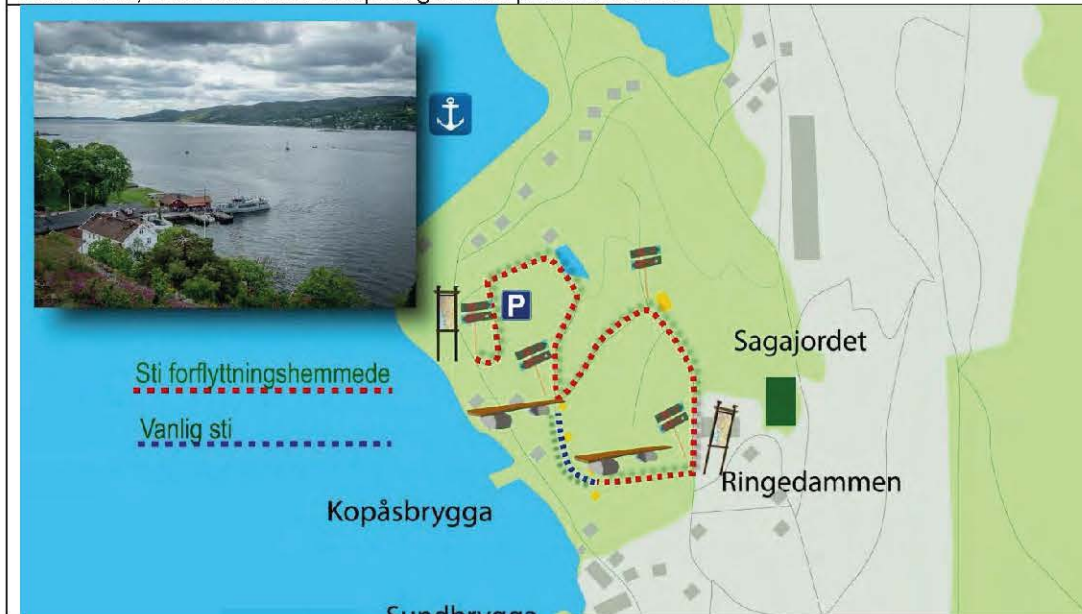 P
Sagajordet
Sti forflyttningshemmede
Vanlig sti
Ringedammen
Kopåsbrygga